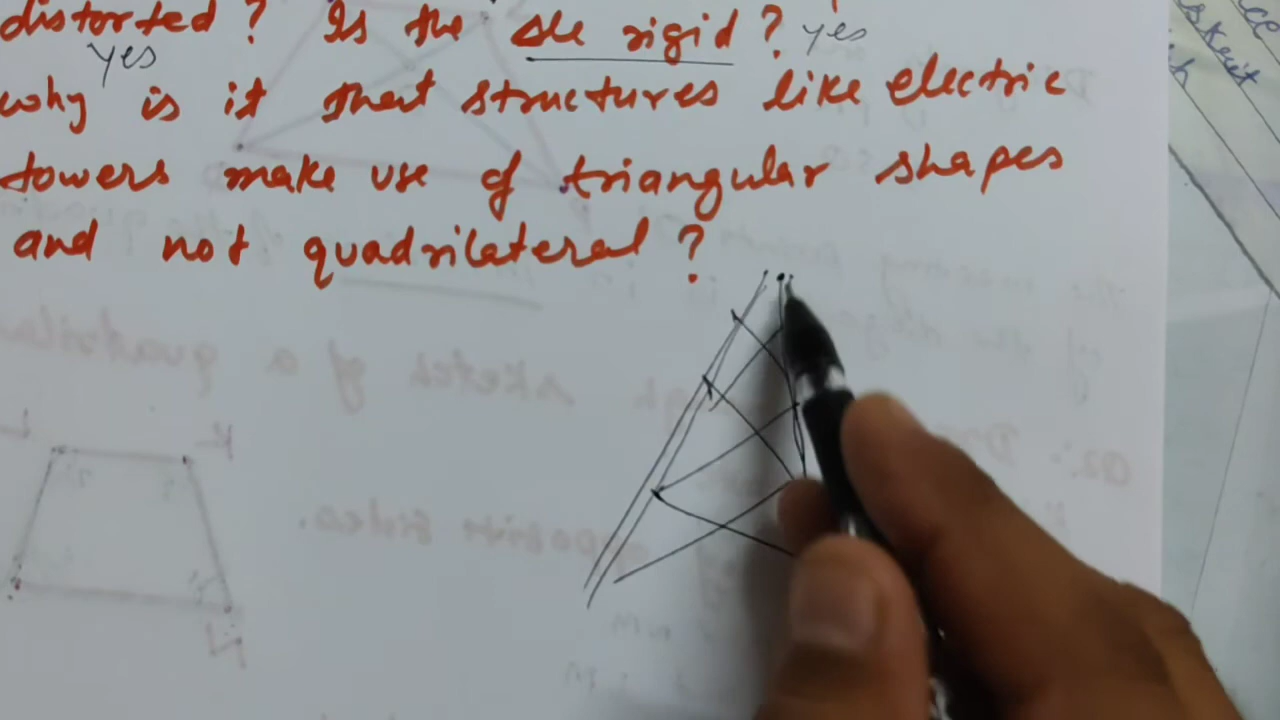 distorted? Is the sle rigid? yes
yes
why is it that structures like electric
towers make use of triangular shapes
and not quadrilateral?